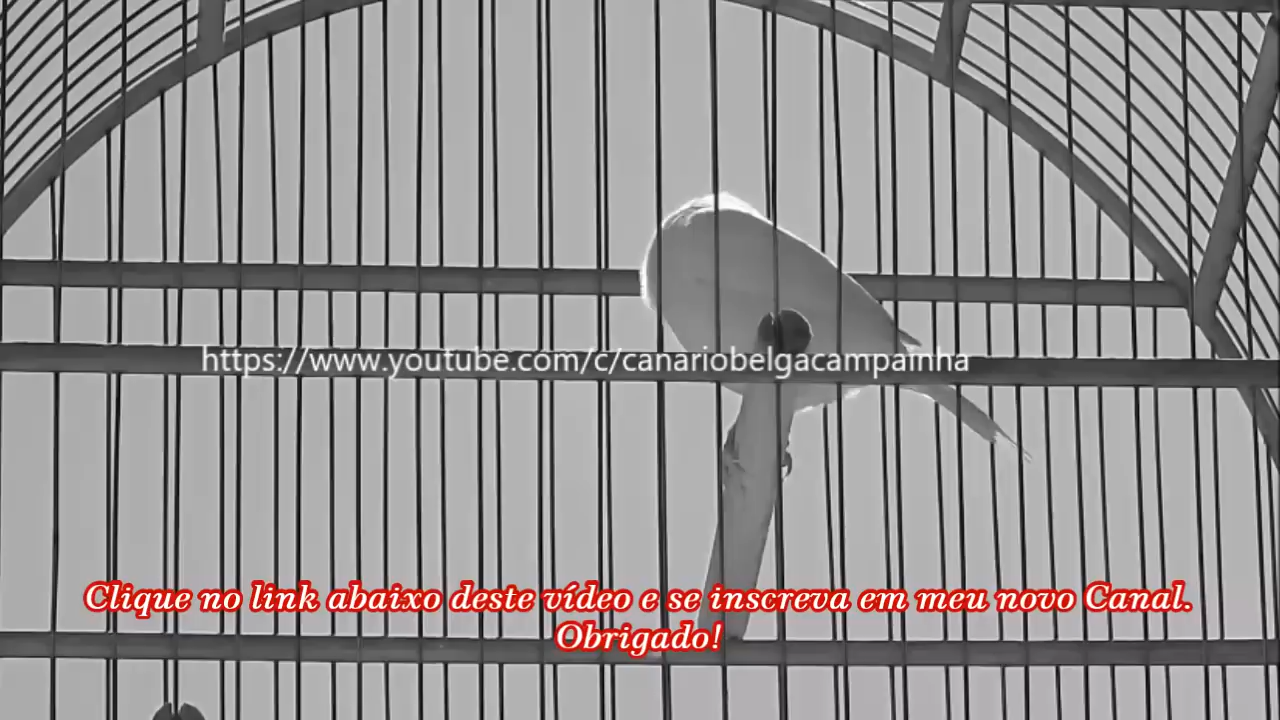 https://www.youtube.com/c/canariobelgacampainha
Clique no link abaixo deste vídeo e se inscreva em meu novo Canal.
Obrigado!